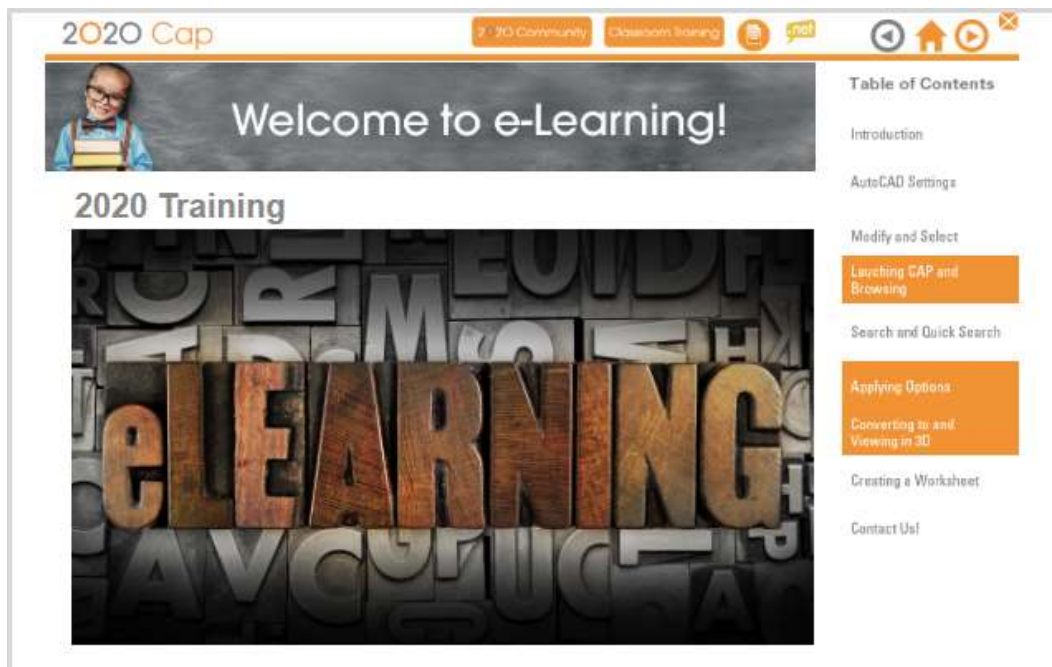 2020 Cap
2020 Community
Classroom Training
.net
Welcome to e-Learning!
Table of Contents
Introduction
AutoCAD Settings
Modify and Select
Lauching CAP and
Browsing
Search and Quick Search
Applying Options
Converting to and
Viewing in 3D
Creating a Worksheet
Contact Us!
2020 Training
eLEARNING